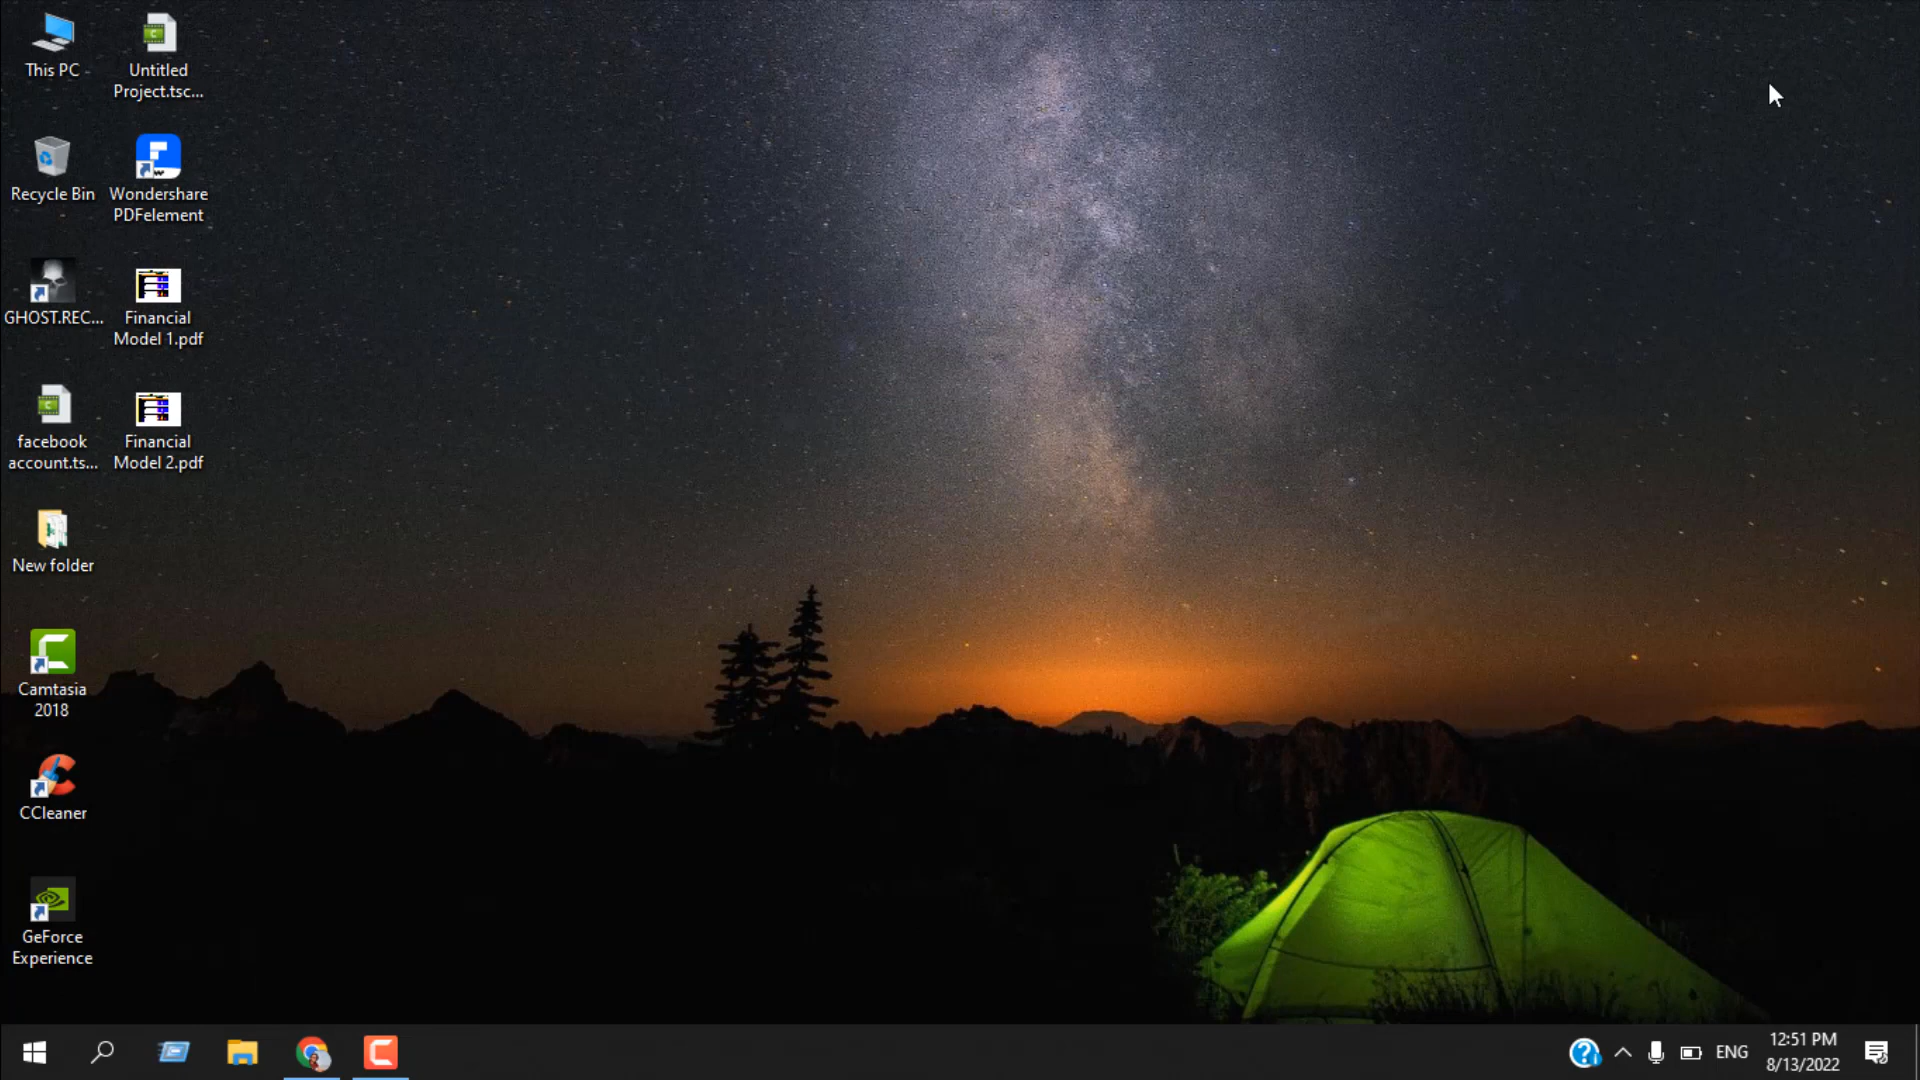 This PC
Untitled
Project.tsc...
Recycle Bin
Wondershare
PDFelement
GHOST.REC...
Financial
Model 1.pdf
facebook
account.ts...
Financial
Model 2.pdf
New folder
Camtasia
2018
CCleaner
GeForce
Experience
ENG
12:51 PM
8/13/2022